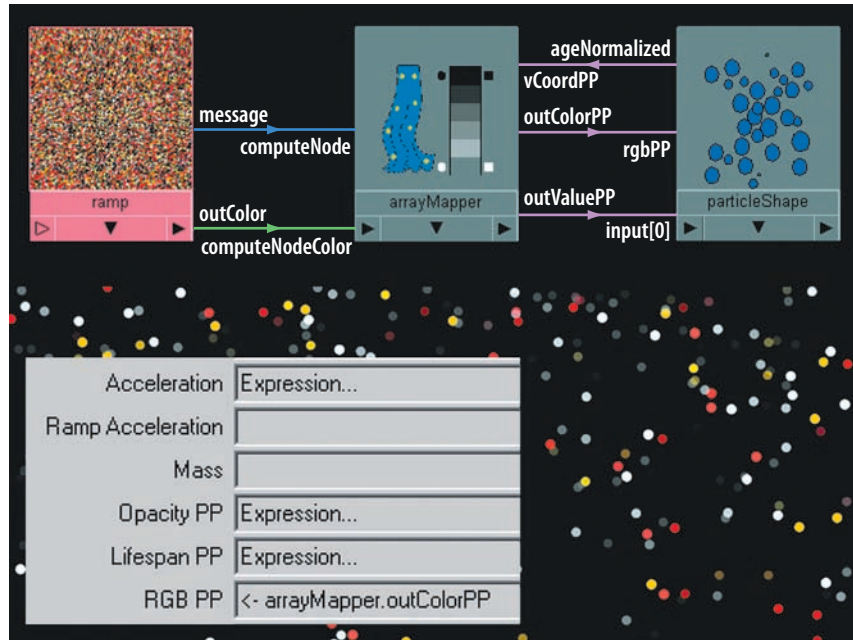 ageNormalized
message
vCoordPP
outColorPP
computeNode
rgbPP
ramp
arrayMapper
particleShape
outColor
outValuePP
computeNodeColor
input[0]
Acceleration Expression...
Ramp Acceleration
Mass
Opacity PP Expression...
Lifespan PP Expression...
RGB PP <- arrayMapper.outColorPP